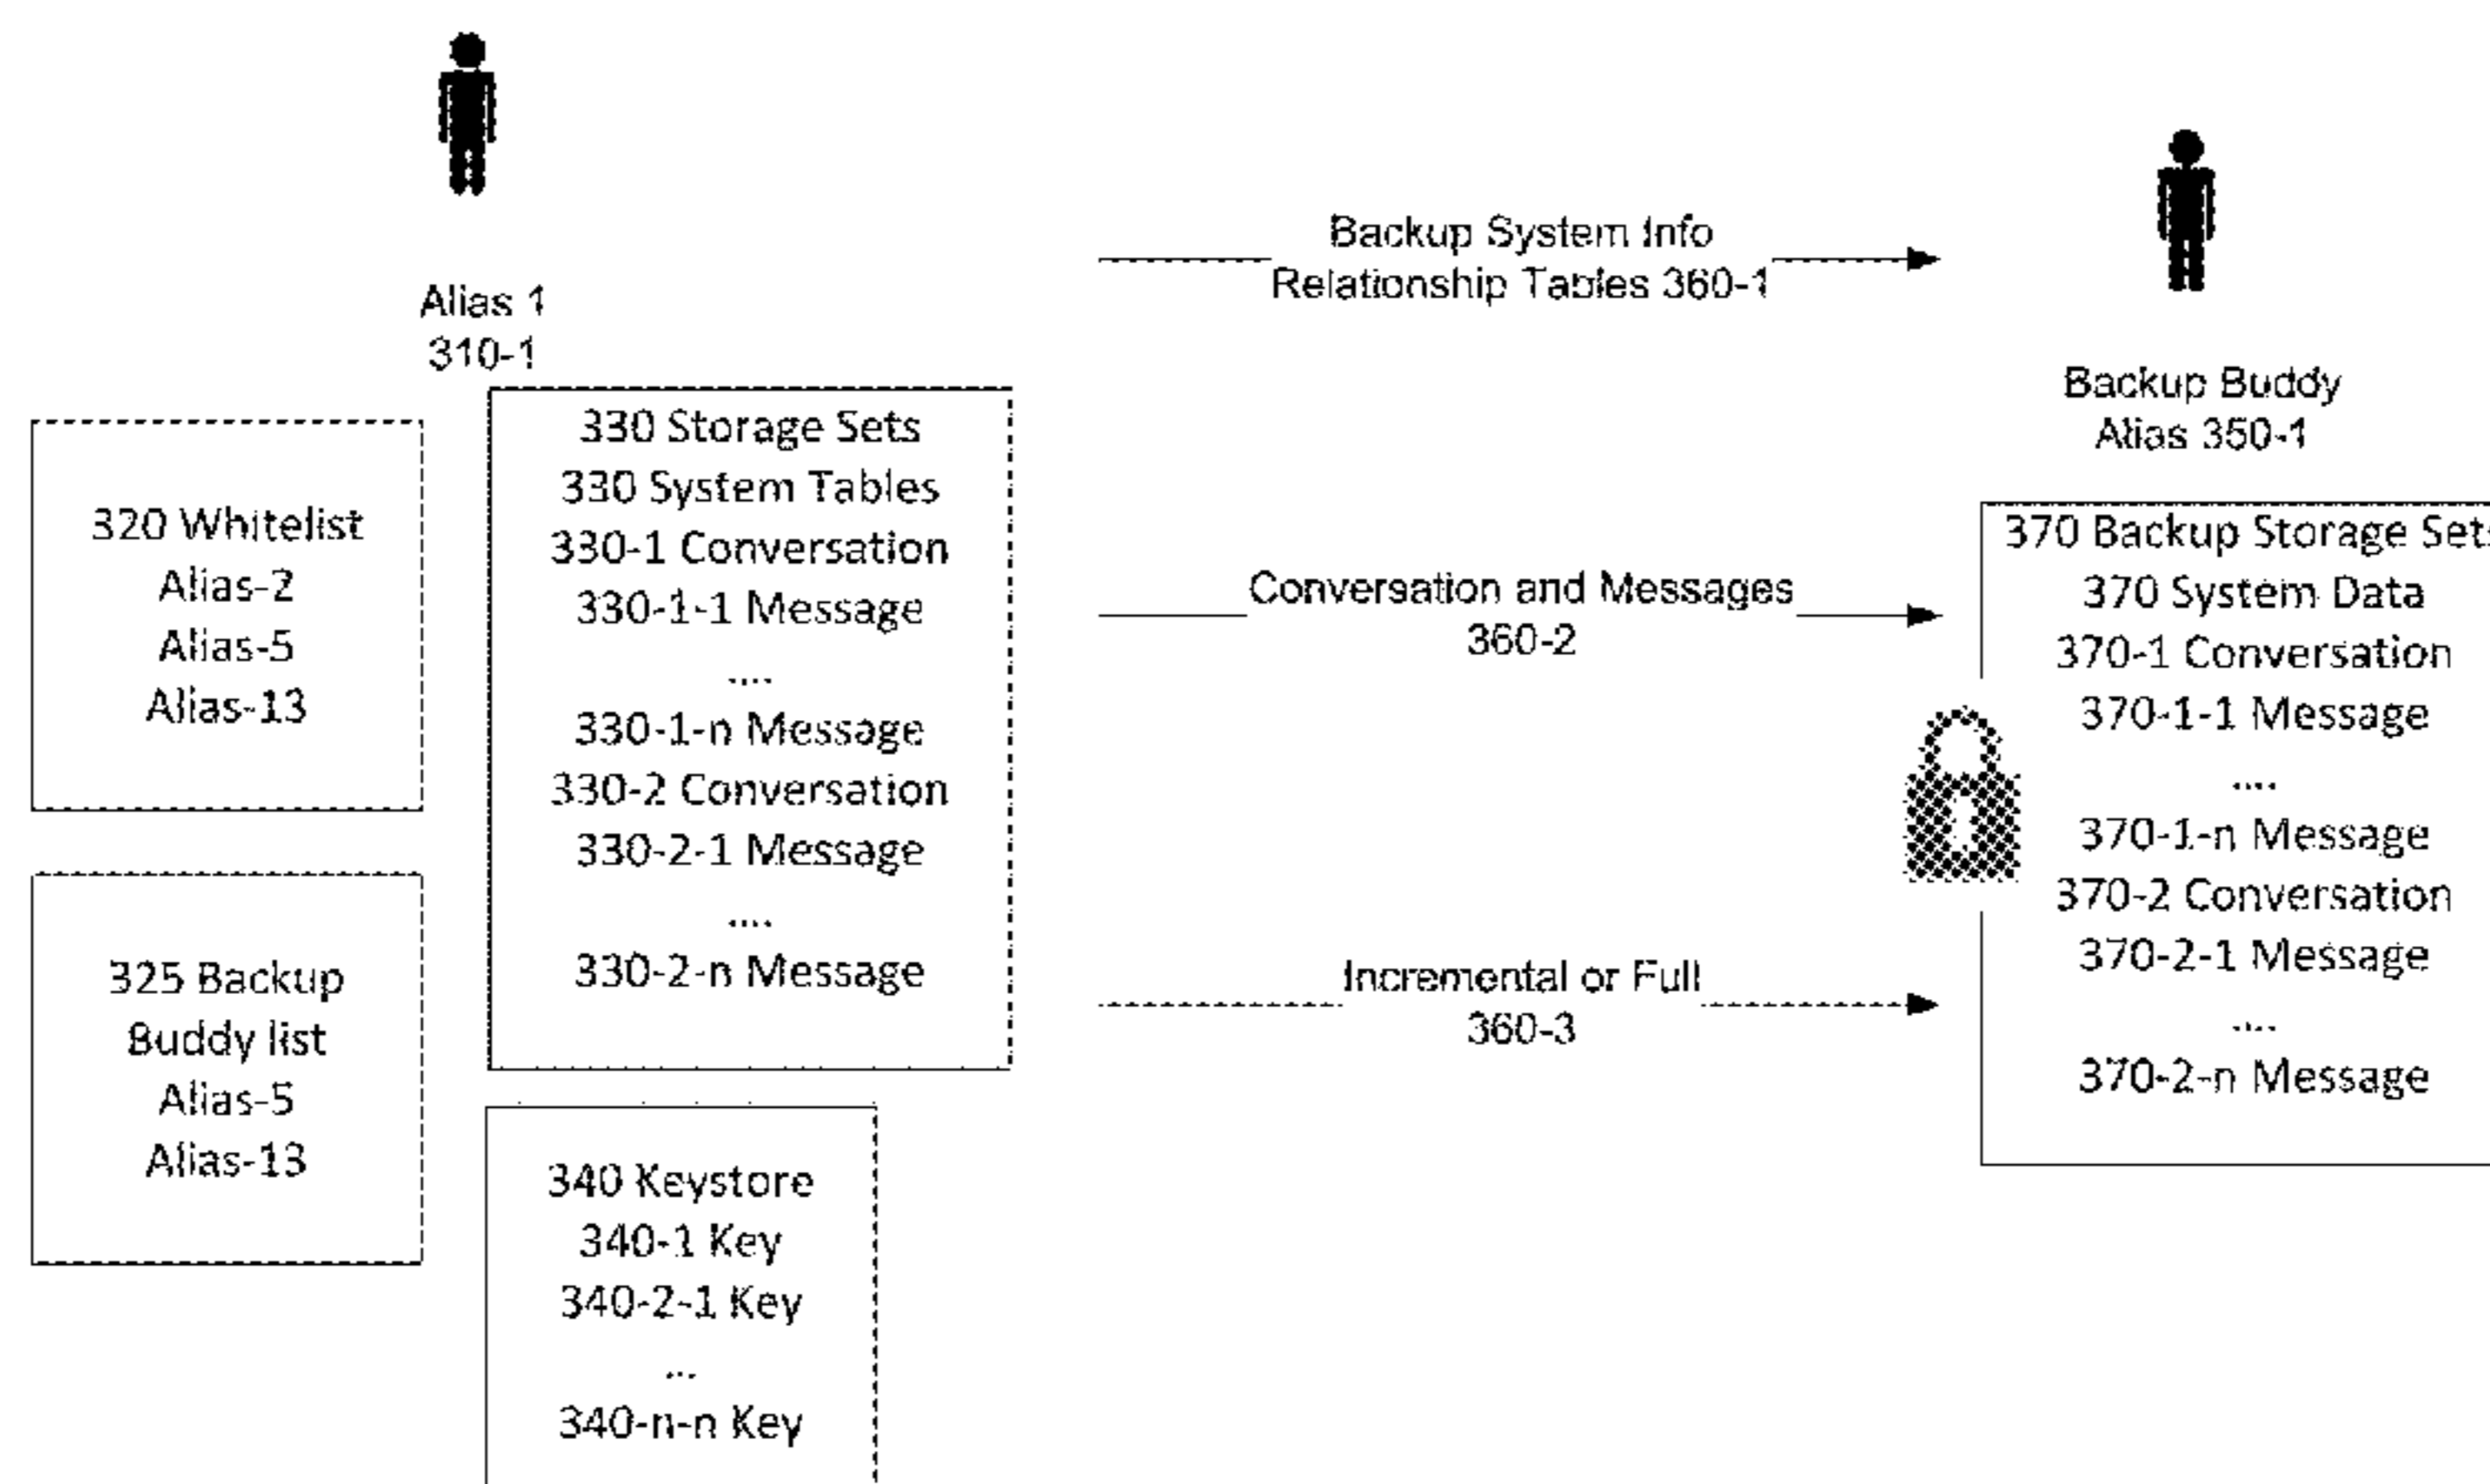 Alias 1
310-1
320 Whitelist
Alias-2
Alias-5
Alias-13
325 Backup
Buddy list
Alias-5
Alias-13
330 Storage Sets
330 System Tables
330-1 Conversation
330-1-1 Message
....
330-1-n Message
330-2 Conversation
330-2-1 Message
....
330-2-n Message
340 Keystore
340-1 Key
340-2-1 Key
...
340-n-n Key
Backup System Info
Relationship Tables 360-1
Conversation and Messages
360-2
Incremental or Full
360-3
Backup Buddy
Alias 350-1
370 Backup Storage Sets
370 System Data
370-1 Conversation
370-1-1 Message
....
370-1-n Message
370-2 Conversation
370-2-1 Message
....
370-2-n Message